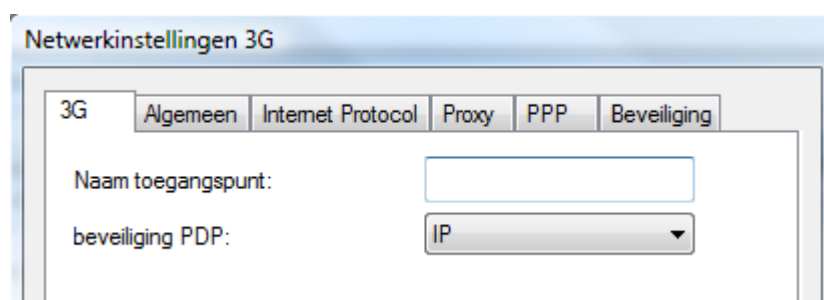 Netwerkinstellingen 3G
3G Algemeen Internet Protocol Proxy PPP Beveiliging
Naam toegangspunt:
beveiliging PDP: IP